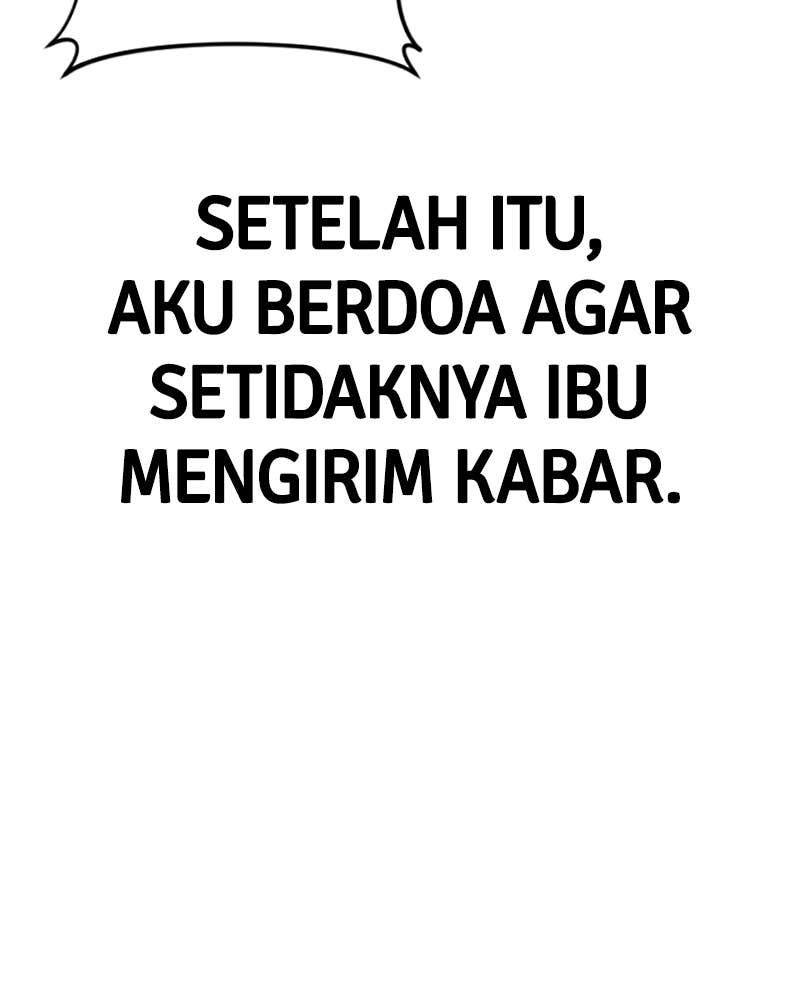 SETELAH ITU,
AKU BERDOA AGAR
SETIDAKNYA IBU
MENGIRIM KABAR.